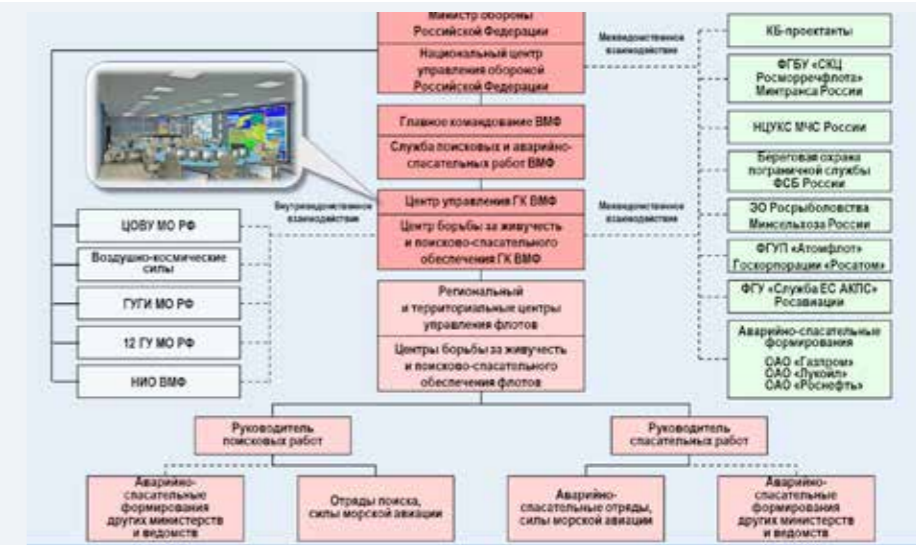 Министр обороны
Российской Федерации
Национальный центр
управления обороной
Российской Федерации
Межведомственное
взаимодействие
КБ-проектанты
ФГБУ «СКЦ
Росморречфлота»
Минтранса России
Главное командование ВМФ
Служба поисковых и аварийно-
спасательных работ ВМФ
НЦУКС МЧС России
Береговая охрана
пограничной службы
ФСБ России
Внутриведомственное
взаимодействие
Центр управления ГК ВМФ
Центр борьбы за живучесть
и поисково-спасательного
обеспечения ГК ВМФ
Межведомственное
взаимодействие
ЗО Росрыболовства
Минсельхоза России
ФГУП «Атомфлот»
Госкорпорации «Росатом»
ФГУ «Служба ЕС АКПС»
Росавиации
Аварийно-спасательные
формирования
ОАО «Газпром»
ОАО «Лукойл»
ОАО «Роснефть»
ЦОВУ МО РФ
Воздушно-космические
силы
ГУГИ МО РФ
12 ГУ МО РФ
НИО ВМФ
Региональный
и территориальные центры
управления флотов
Центры борьбы за живучесть
и поисково-спасательного
обеспечения флотов
Руководитель
поисковых работ
Руководитель
спасательных работ
Аварийно-
спасательные
формирования
других министерств
и ведомств
Отряды поиска,
силы морской авиации
Аварийно-
спасательные отряды,
силы морской авиации
Аварийно-
спасательные
формирования
других министерств
и ведомств